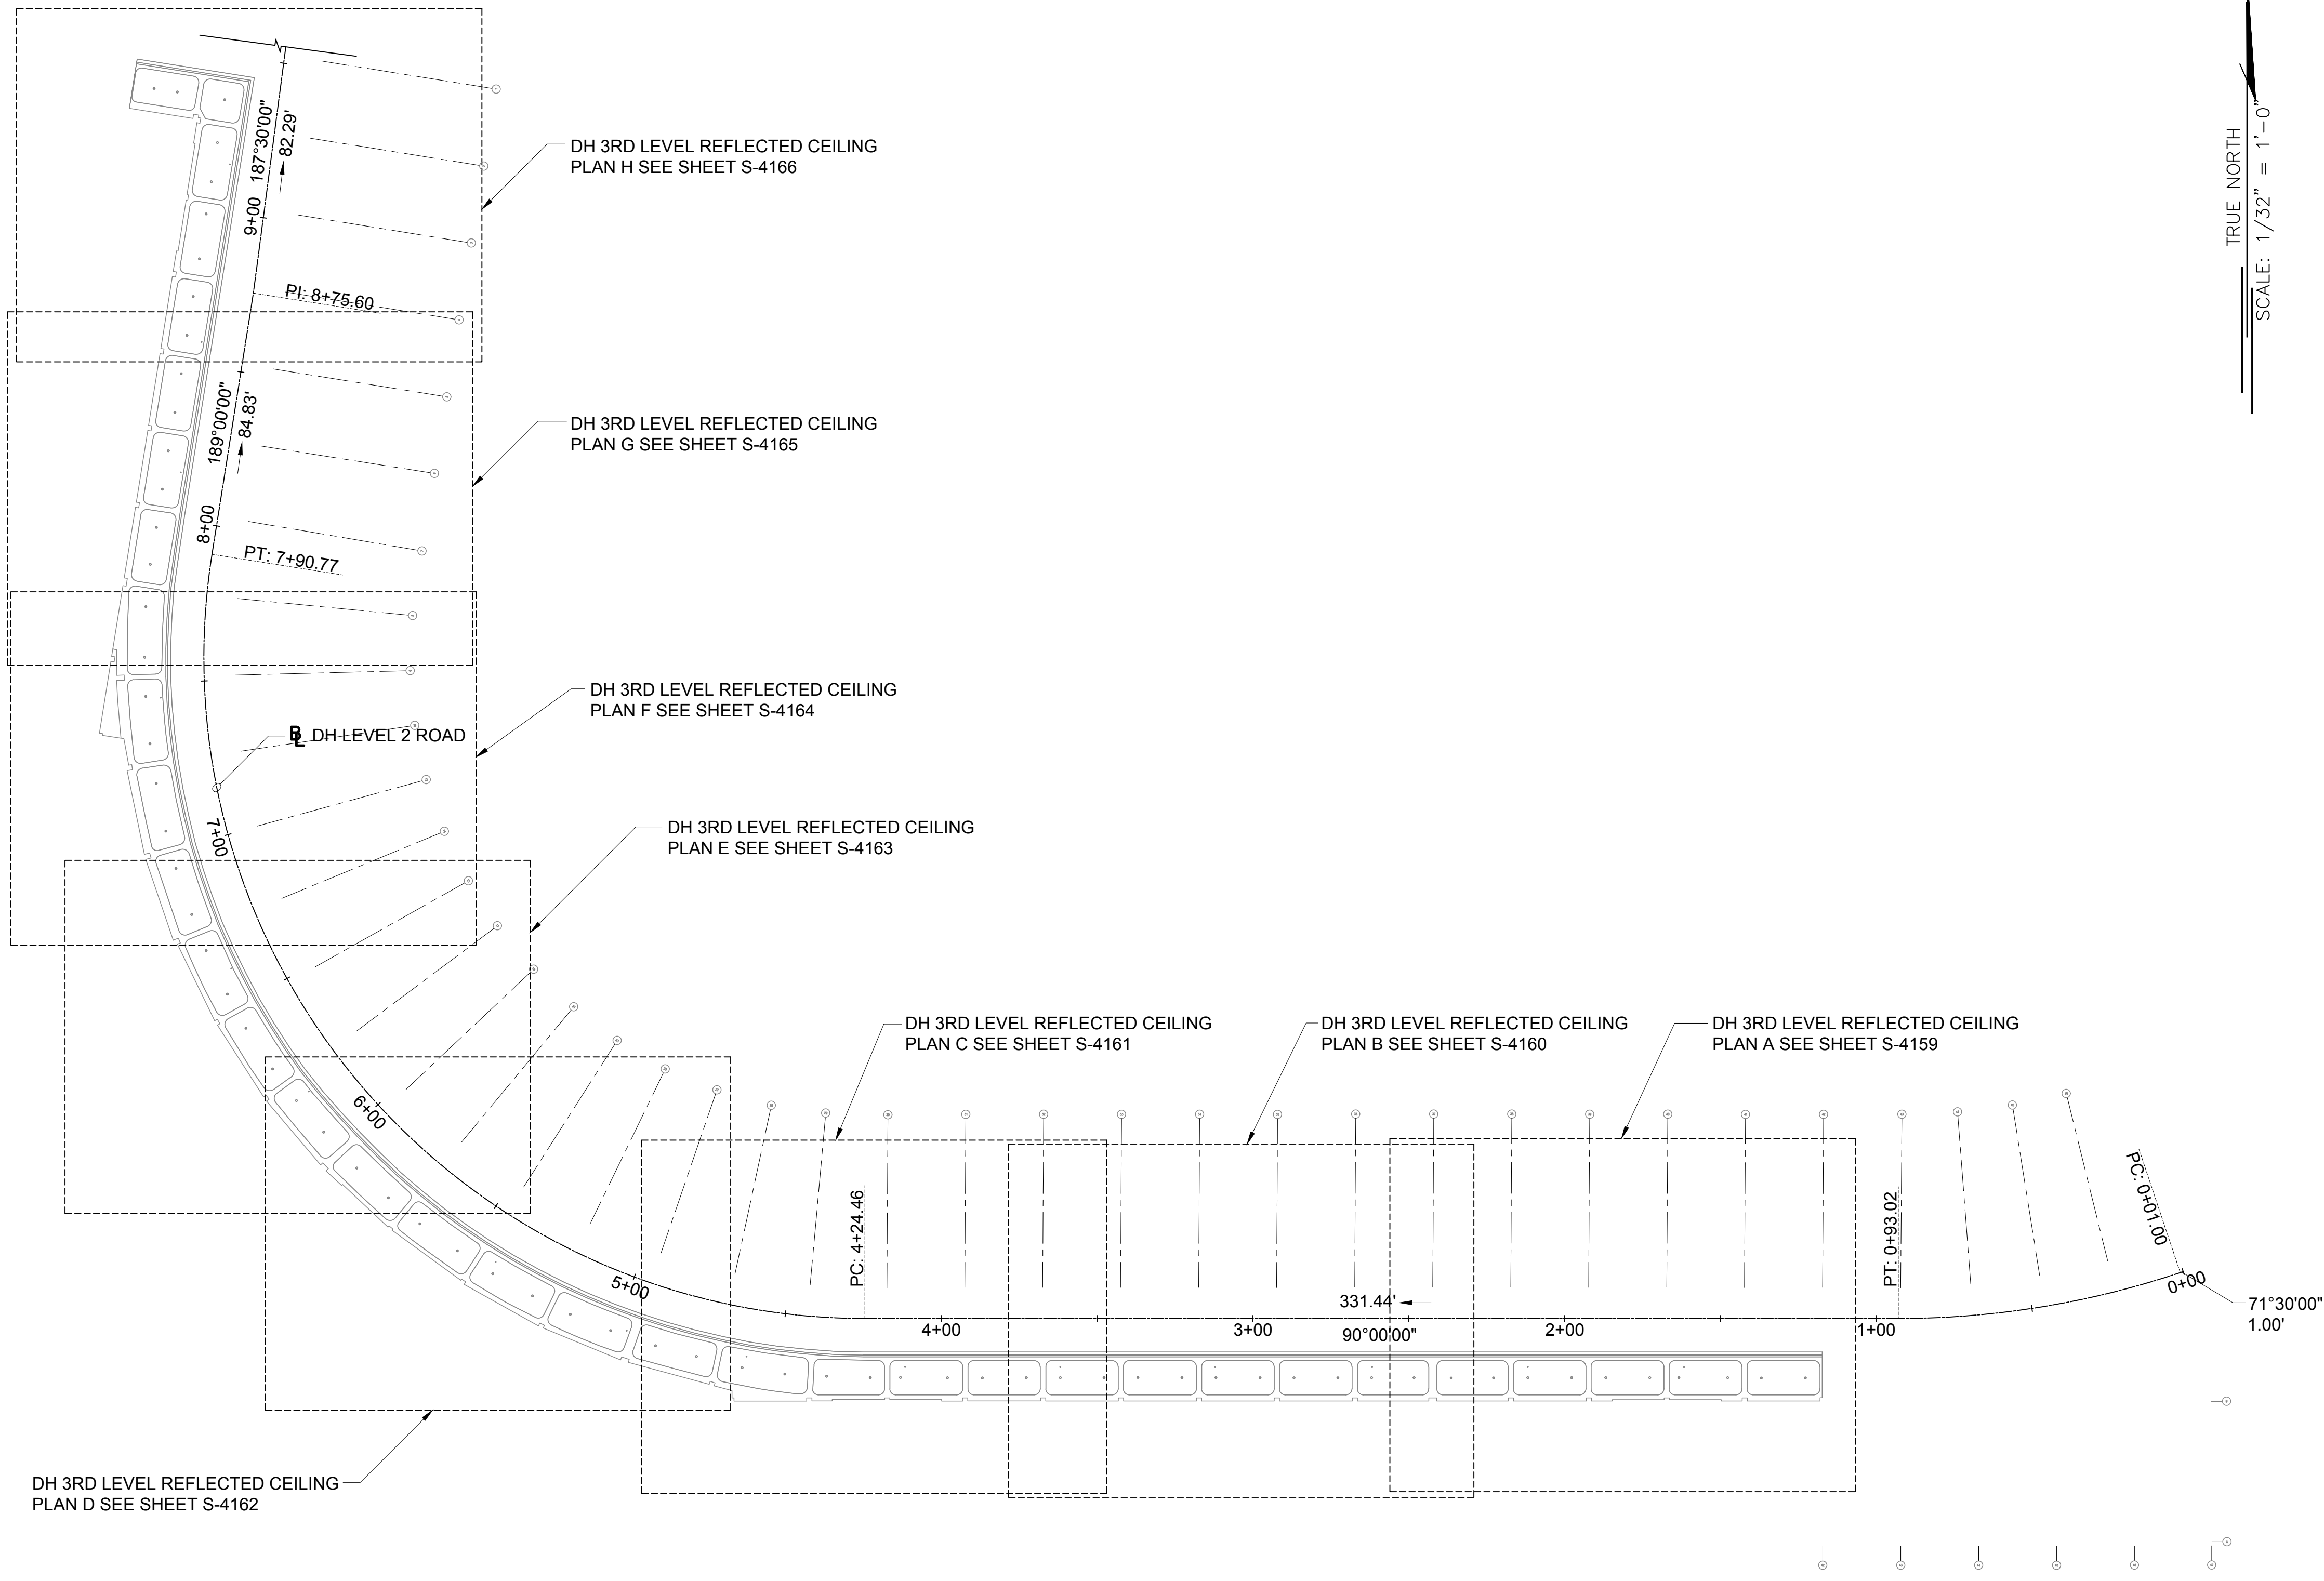 TRUE NORTH
SCALE: 1/32” = 1’-0”
187°30'00"
82.29'
9+00
DH 3RD LEVEL REFLECTED CEILING
PLAN H SEE SHEET S-4166
PI: 8+75.60
189°00'00"
84.83'
DH 3RD LEVEL REFLECTED CEILING
PLAN G SEE SHEET S-4165
8+00
PT: 7+90.77
DH 3RD LEVEL REFLECTED CEILING
PLAN F SEE SHEET S-4164
BL DH LEVEL 2 ROAD
7+00
DH 3RD LEVEL REFLECTED CEILING
PLAN E SEE SHEET S-4163
DH 3RD LEVEL REFLECTED CEILING
PLAN C SEE SHEET S-4161
DH 3RD LEVEL REFLECTED CEILING
PLAN B SEE SHEET S-4160
DH 3RD LEVEL REFLECTED CEILING
PLAN A SEE SHEET S-4159
6+00
PC: 4+24.46
PT: 0+93.02
PC: 0+01.00
5+00
4+00
3+00
331.44'
90°00'00"
2+00
1+00
0+00
71°30'00"
1.00'
DH 3RD LEVEL REFLECTED CEILING
PLAN D SEE SHEET S-4162